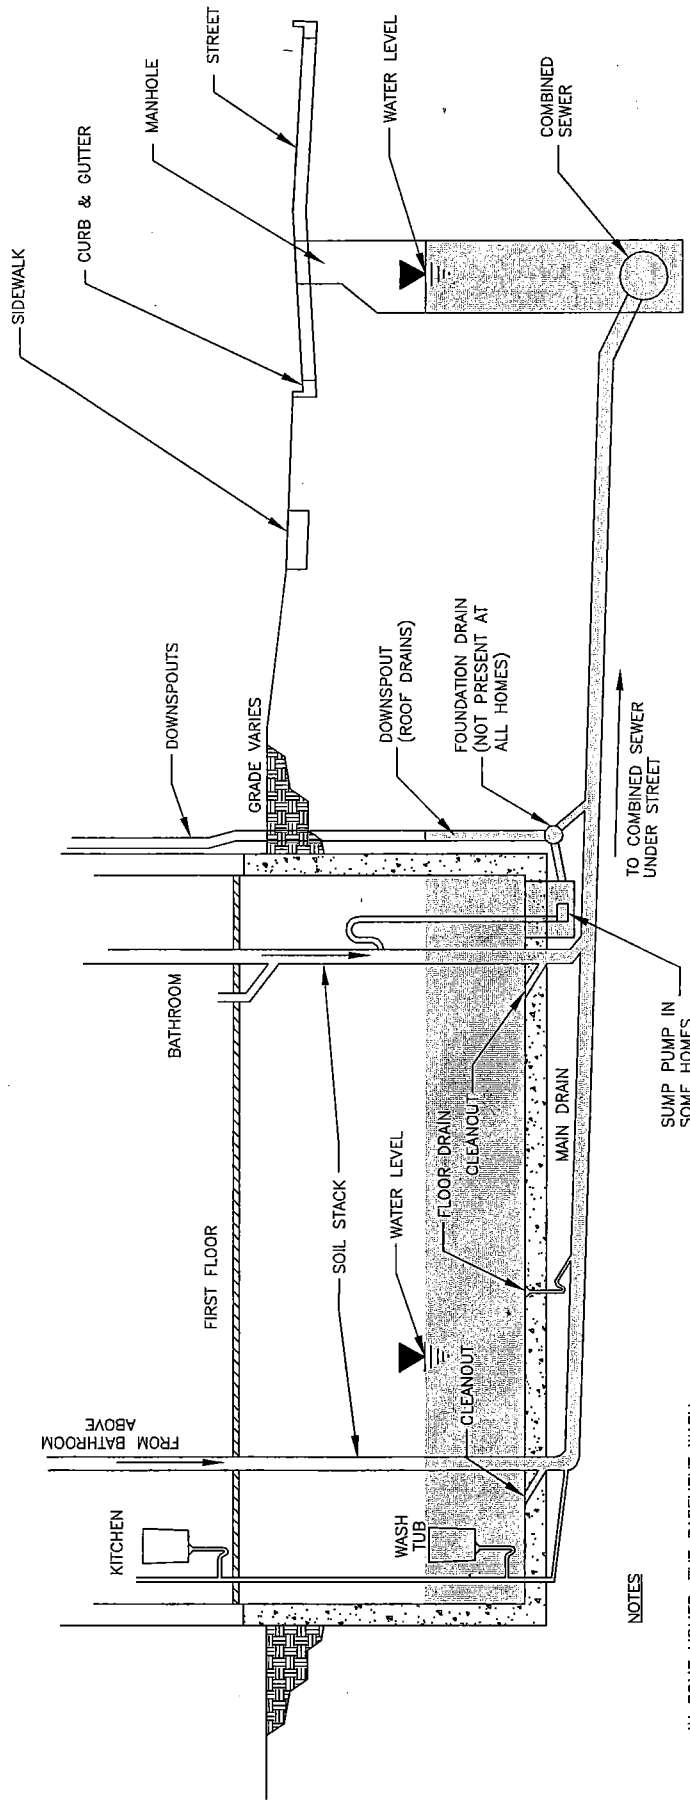 SIDEWALK
CURB & GUTTER
MANHOLE
STREET
WATER LEVEL
COMBINED
SEWER
DOWNSPOUTS
GRADE VARIES
DOWNSPOUT
(ROOF DRAINS)
FOUNDATION DRAIN
(NOT PRESENT AT
ALL HOMES)
TO COMBINED SEWER
UNDER STREET
BATHROOM
FIRST FLOOR
SOIL STACK
WATER LEVEL
FLOOR DRAIN
CLEANOUT
MAIN DRAIN
SUMP PUMP IN
SOME HOMES
FROM BATHROOM
ABOVE
KITCHEN
WASH
TUB
CLEANOUT
NOTES